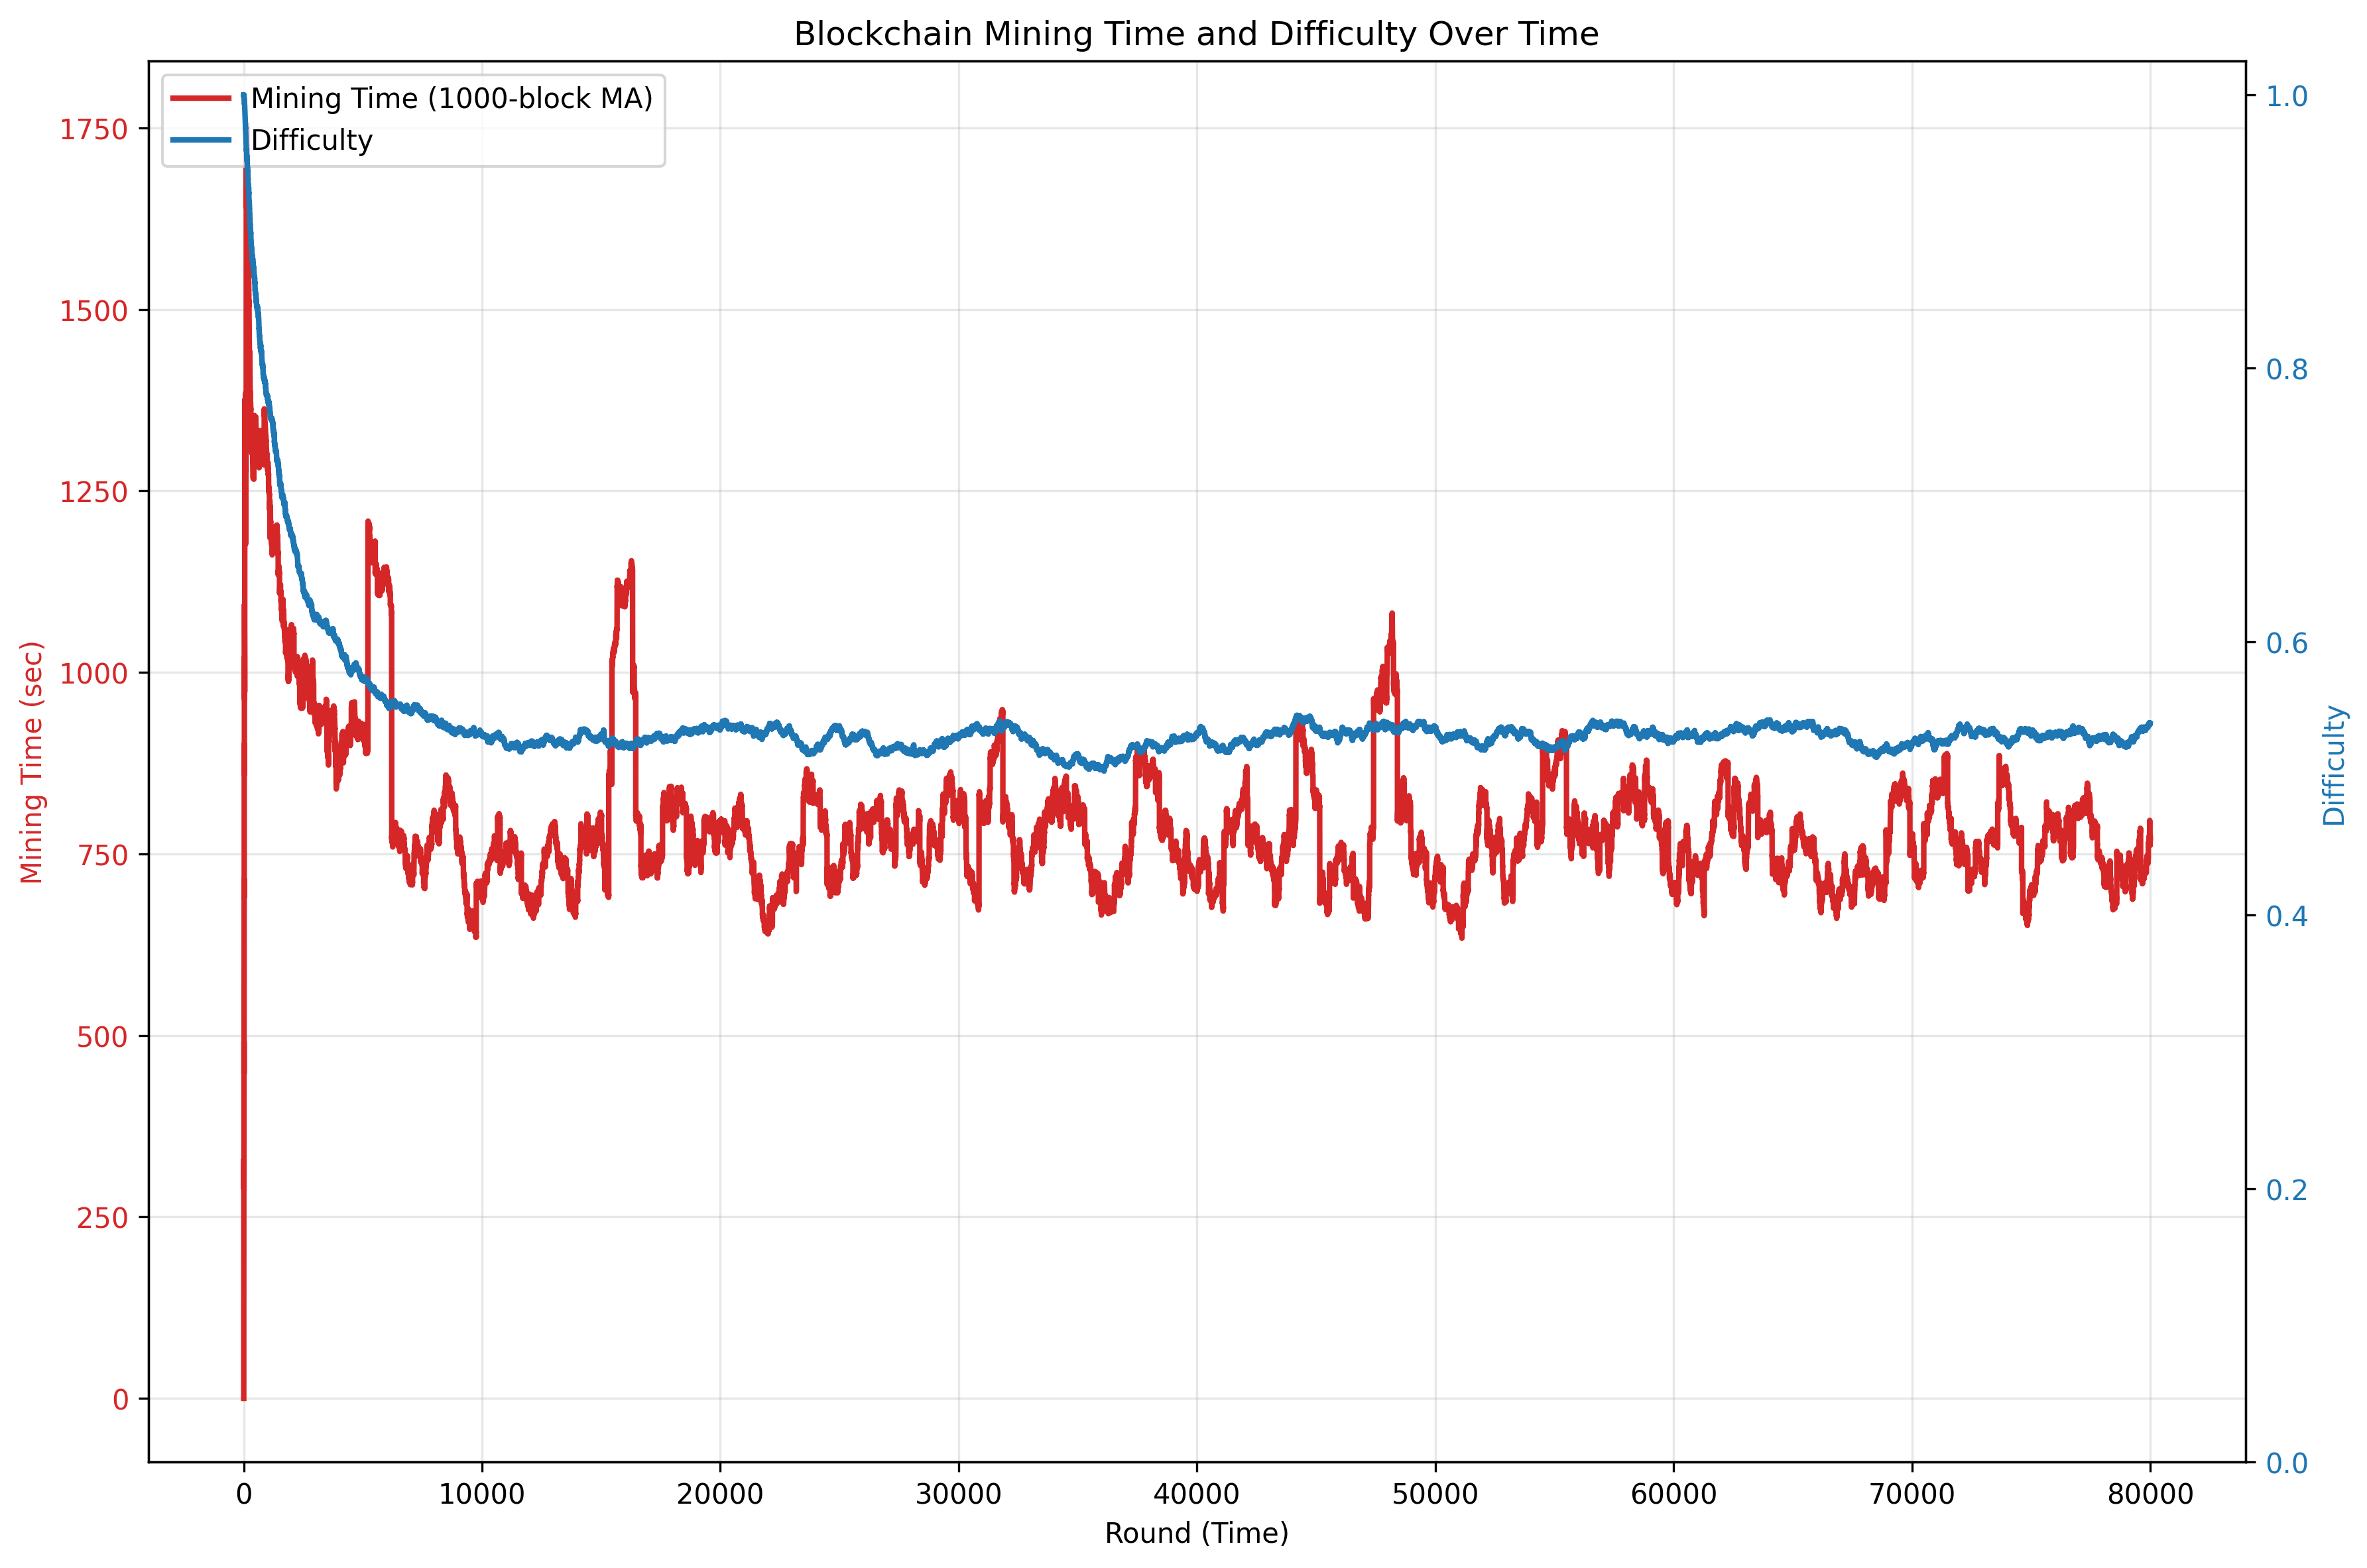 Blockchain Mining Time and Difficulty Over Time
Mining Time (1000-block MA)
Difficulty
1750
1500
1250
1000
750
500
250
0
Mining Time (sec)
1.0
0.8
0.6
0.4
0.2
0.0
Difficulty
0 10000 20000 30000 40000 50000 60000 70000 80000
Round (Time)